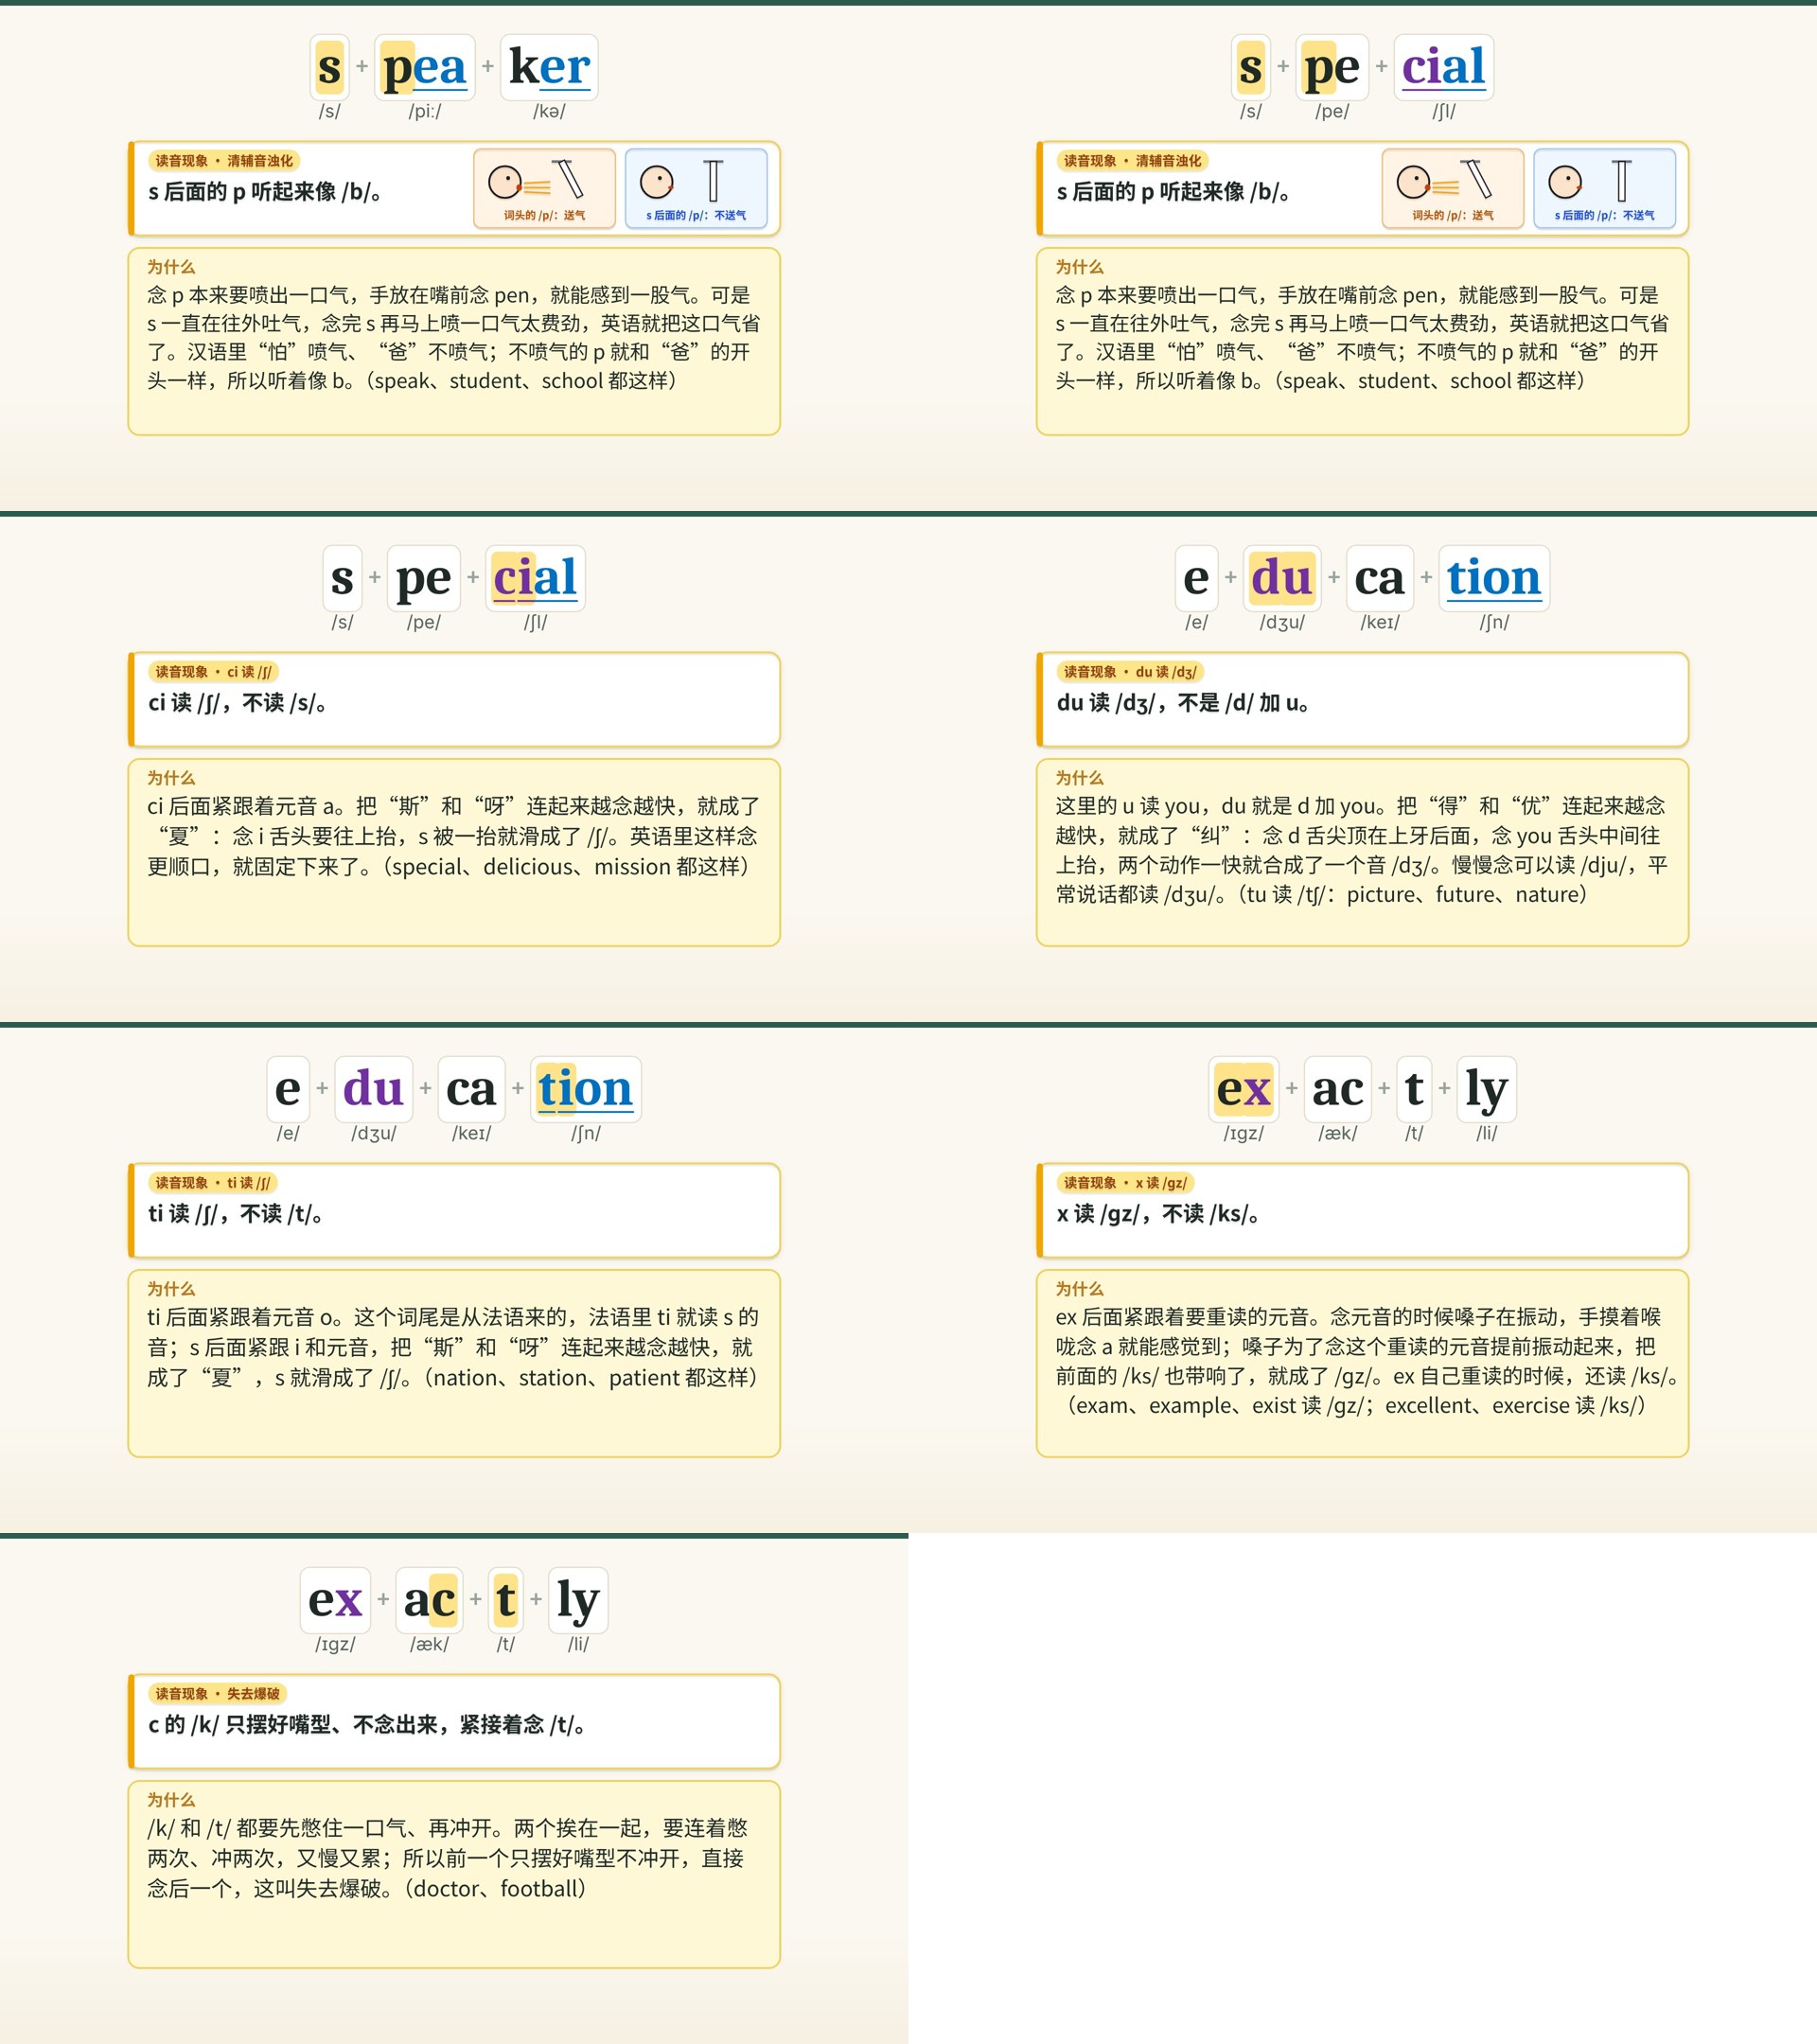 s + pea + ker
/s/ /piː/ /kə/
读音现象 · 清辅音浊化
s 后面的 p 听起来像 /b/。
词头的 /p/：送气
s 后面的 /p/：不送气
为什么
念 p 本来要喷出一口气，手放在嘴前念 pen，就能感到一股气。可是
s 一直在往外吐气，念完 s 再马上喷一口气太费劲，英语就把这口气省
了。汉语里“怕”喷气、“爸”不喷气；不喷气的 p 就和“爸”的开
头一样，所以听着像 b。（speak、student、school 都这样）
s + pe + cial
/s/ /pe/ /ʃl/
读音现象 · 清辅音浊化
s 后面的 p 听起来像 /b/。
词头的 /p/：送气
s 后面的 /p/：不送气
为什么
念 p 本来要喷出一口气，手放在嘴前念 pen，就能感到一股气。可是
s 一直在往外吐气，念完 s 再马上喷一口气太费劲，英语就把这口气省
了。汉语里“怕”喷气、“爸”不喷气；不喷气的 p 就和“爸”的开
头一样，所以听着像 b。（speak、student、school 都这样）
s + pe + cial
/s/ /pe/ /ʃl/
读音现象 · ci 读 /ʃ/
ci 读 /ʃ/，不读 /s/。
为什么
ci 后面紧跟着元音 a。把“斯”和“呀”连起来越念越快，就成了
“夏”：念 i 舌头要往上抬，s 被一抬就滑成了 /ʃ/。英语里这样念
更顺口，就固定下来了。（special、delicious、mission 都这样）
e + du + ca + tion
/e/ /dʒu/ /keɪ/ /ʃn/
读音现象 · du 读 /dʒ/
du 读 /dʒ/，不是 /d/ 加 u。
为什么
这里的 u 读 you，du 就是 d 加 you。把“得”和“优”连起来越念
越快，就成了“纠”：念 d 舌尖顶在上牙后面，念 you 舌头中间往
上抬，两个动作一快就合成了一个音 /dʒ/。慢慢念可以读 /dju/，平
常说话都读 /dʒu/。（tu 读 /tʃ/：picture、future、nature）
e + du + ca + tion
/e/ /dʒu/ /keɪ/ /ʃn/
读音现象 · ti 读 /ʃ/
ti 读 /ʃ/，不读 /t/。
为什么
ti 后面紧跟着元音 o。这个词尾是从法语来的，法语里 ti 就读 s 的
音；s 后面紧跟 i 和元音，把“斯”和“呀”连起来越念越快，就
成了“夏”，s 就滑成了 /ʃ/。（nation、station、patient 都这样）
ex + ac + t + ly
/ɪgz/ /æk/ /t/ /li/
读音现象 · x 读 /gz/
x 读 /gz/，不读 /ks/。
为什么
ex 后面紧跟着要重读的元音。念元音的时候嗓子在振动，手摸着喉
咙念 a 就能感觉到；嗓子为了念这个重读的元音提前振动起来，把
前面的 /ks/ 也带响了，就成了 /gz/。ex 自己重读的时候，还读 /ks/。
（exam、example、exist 读 /gz/；excellent、exercise 读 /ks/）
ex + ac + t + ly
/ɪgz/ /æk/ /t/ /li/
读音现象 · 失去爆破
c 的 /k/ 只摆好嘴型、不念出来，紧接着念 /t/。
为什么
/k/ 和 /t/ 都要先憋住一口气、再冲开。两个挨在一起，要连着憋
两次、冲两次，又慢又累；所以前一个只摆好嘴型不冲开，直接
念后一个，这叫失去爆破。（doctor、football）